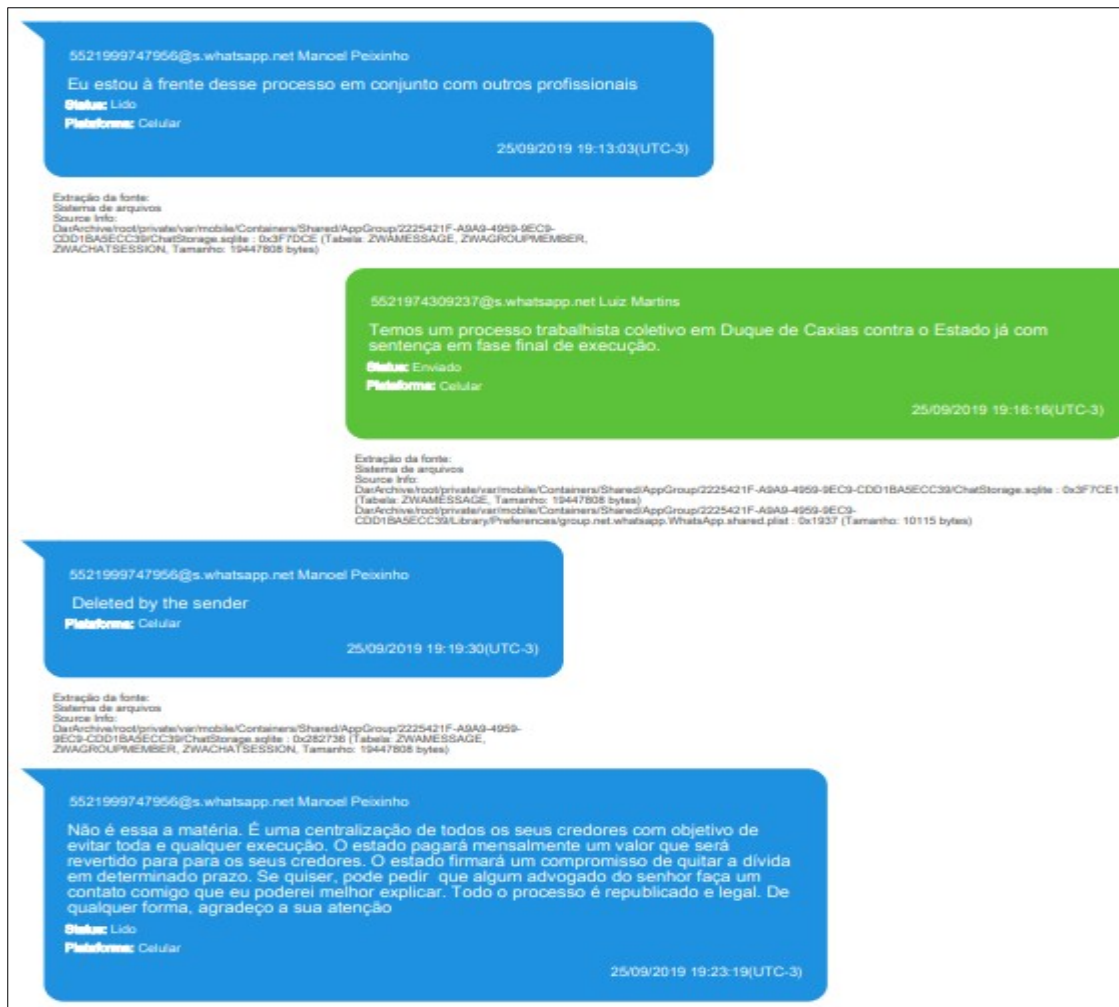 5521999747956@s.whatsapp.net Manoel Peixinho
Eu estou à frente desse processo em conjunto com outros profissionais
Status: Lido
Plataforma: Celular
25/09/2019 19:13:03(UTC-3)
Extração da fonte:
Sistema de arquivos
Source Info:
DarArchive/root/private/var/mobile/Containers/Shared/AppGroup/2225421F-A9A9-4959-9EC9-
CDD1BA5ECC39/ChatStorage.sqlite : 0x3F7DCE (Tabela: ZWAMESSAGE, ZWAGROUPMEMBER,
ZWACHATSESSION, Tamanho: 19447808 bytes)
5521974309237@s.whatsapp.net Luiz Martins
Temos um processo trabalhista coletivo em Duque de Caxias contra o Estado já com
sentença em fase final de execução.
Status: Enviado
Plataforma: Celular
25/09/2019 19:16:16(UTC-3)
Extração da fonte:
Sistema de arquivos
Source Info:
DarArchive/root/private/var/mobile/Containers/Shared/AppGroup/2225421F-A9A9-4959-9EC9-CDD1BA5ECC39/ChatStorage.sqlite : 0x3F7CE1
(Tabela: ZWAMESSAGE, Tamanho: 19447808 bytes)
DarArchive/root/private/var/mobile/Containers/Shared/AppGroup/2225421F-A9A9-4959-9EC9-
CDD1BA5ECC39/Library/Preferences/group.net.whatsapp.WhatsApp.shared.plist : 0x1937 (Tamanho: 10115 bytes)
5521999747956@s.whatsapp.net Manoel Peixinho
Deleted by the sender
Plataforma: Celular
25/09/2019 19:19:30(UTC-3)
Extração da fonte:
Sistema de arquivos
Source Info:
DarArchive/root/private/var/mobile/Containers/Shared/AppGroup/2225421F-A9A9-4959-
9EC9-CDD1BA5ECC39/ChatStorage.sqlite : 0x282736 (Tabela: ZWAMESSAGE,
ZWAGROUPMEMBER, ZWACHATSESSION, Tamanho: 19447808 bytes)
5521999747956@s.whatsapp.net Manoel Peixinho
Não é essa a matéria. É uma centralização de todos os seus credores com objetivo de
evitar toda e qualquer execução. O estado pagará mensalmente um valor que será
revertido para para os seus credores. O estado firmará um compromisso de quitar a dívida
em determinado prazo. Se quiser, pode pedir  que algum advogado do senhor faça um
contato comigo que eu poderei melhor explicar. Todo o processo é republicado e legal. De
qualquer forma, agradeço a sua atenção
Status: Lido
Plataforma: Celular
25/09/2019 19:23:19(UTC-3)